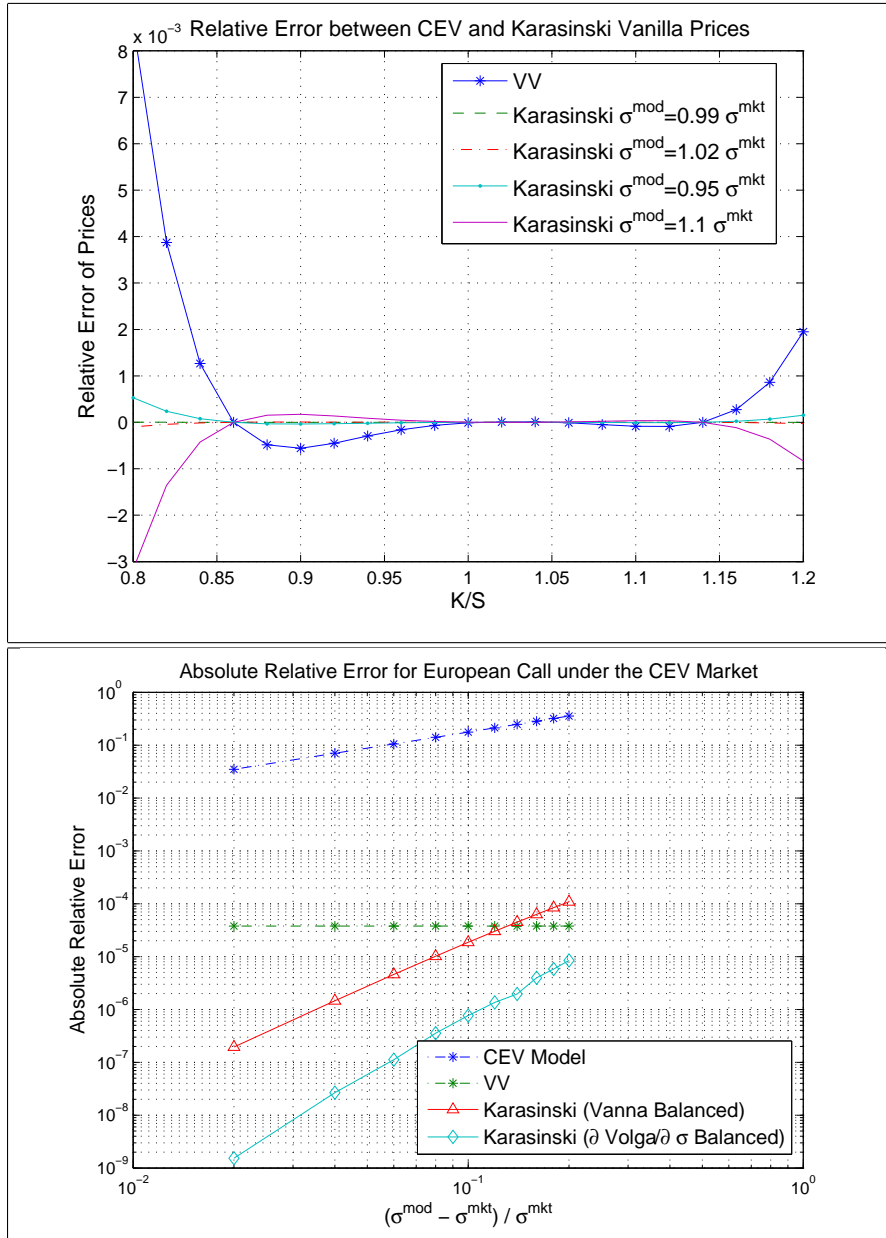 x 10⁻³ Relative Error between CEV and Karasinski Vanilla Prices
8
7
6
5
4
3
2
1
0
−1
−2
−3
Relative Error of Prices
VV
Karasinski σ^mod=0.99 σ^mkt
Karasinski σ^mod=1.02 σ^mkt
Karasinski σ^mod=0.95 σ^mkt
Karasinski σ^mod=1.1 σ^mkt
0.8 0.85 0.9 0.95 1 1.05 1.1 1.15 1.2
K/S
Absolute Relative Error for European Call under the CEV Market
10⁰
10⁻¹
10⁻²
10⁻³
10⁻⁴
10⁻⁵
10⁻⁶
10⁻⁷
10⁻⁸
10⁻⁹
Absolute Relative Error
CEV Model
VV
Karasinski (Vanna Balanced)
Karasinski (∂ Volga/∂ σ Balanced)
10⁻² 10⁻¹ 10⁰
(σ^mod − σ^mkt) / σ^mkt